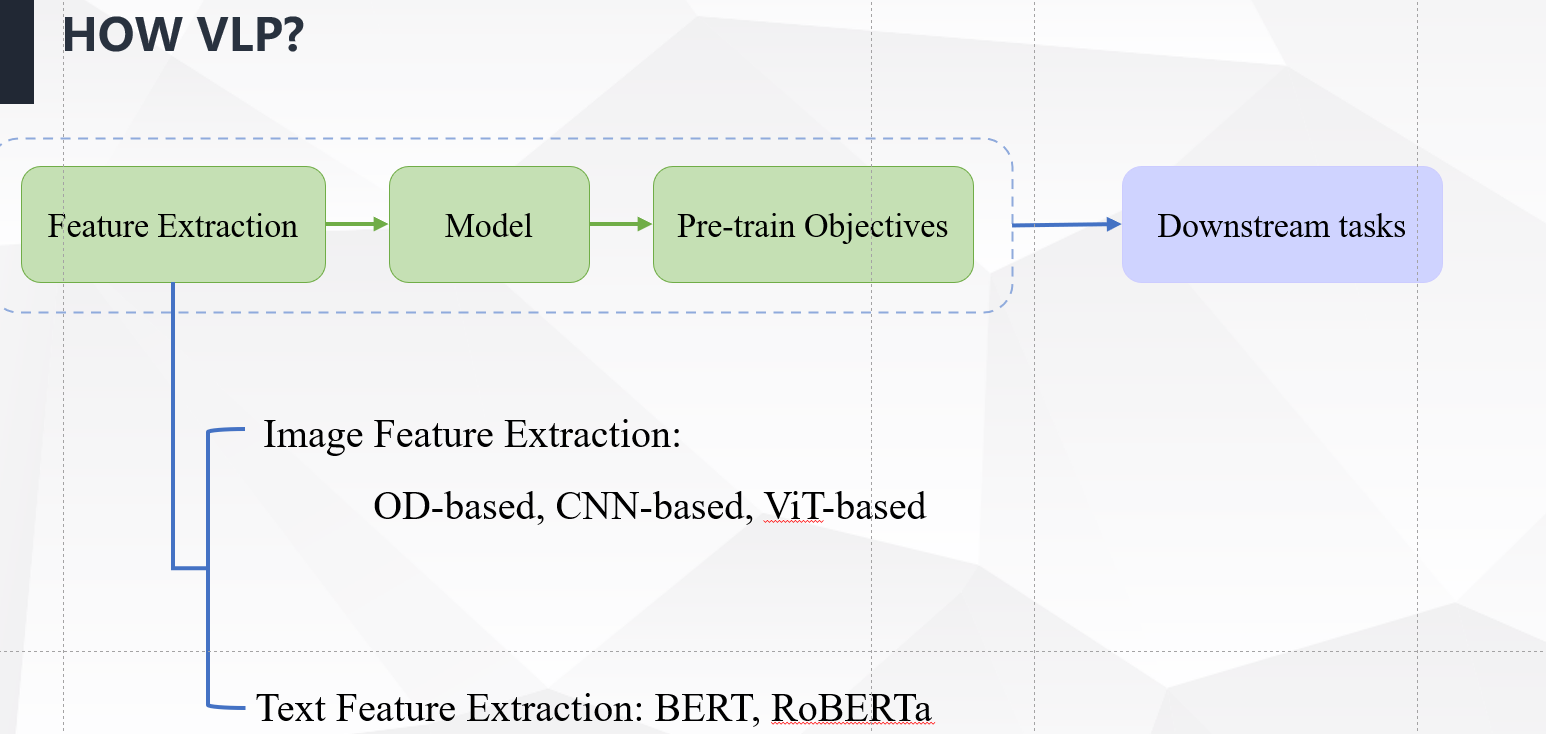 HOW VLP?
Feature Extraction
Model
Pre-train Objectives
Downstream tasks
Image Feature Extraction:
OD-based, CNN-based, ViT-based
Text Feature Extraction: BERT, RoBERTa